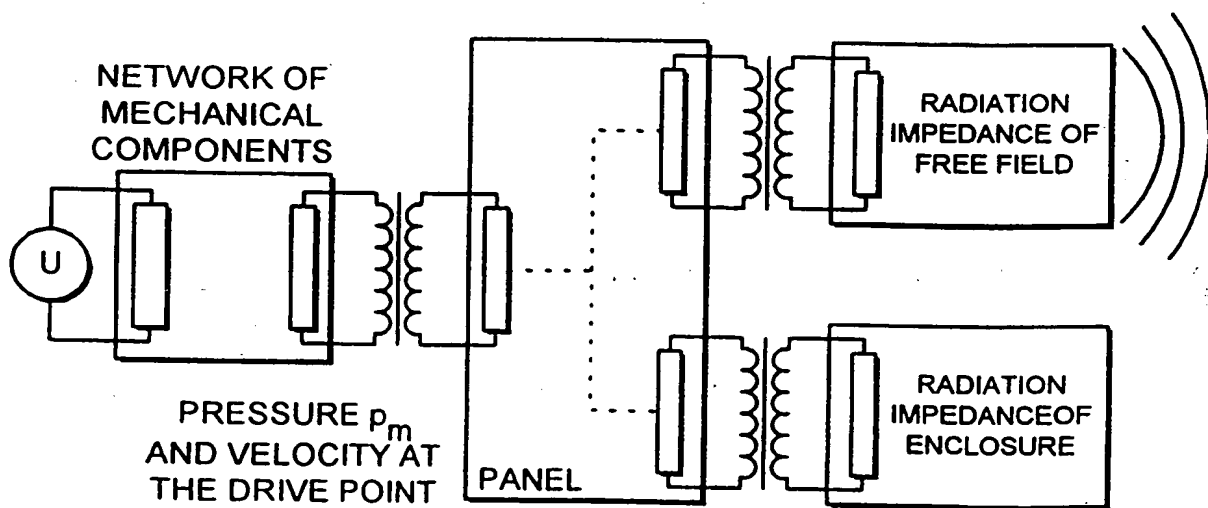 NETWORK OF
MECHANICAL
COMPONENTS
U
PRESSURE pm
AND VELOCITY AT
THE DRIVE POINT
PANEL
RADIATION
IMPEDANCE OF
FREE FIELD
RADIATION
IMPEDANCEOF
ENCLOSURE